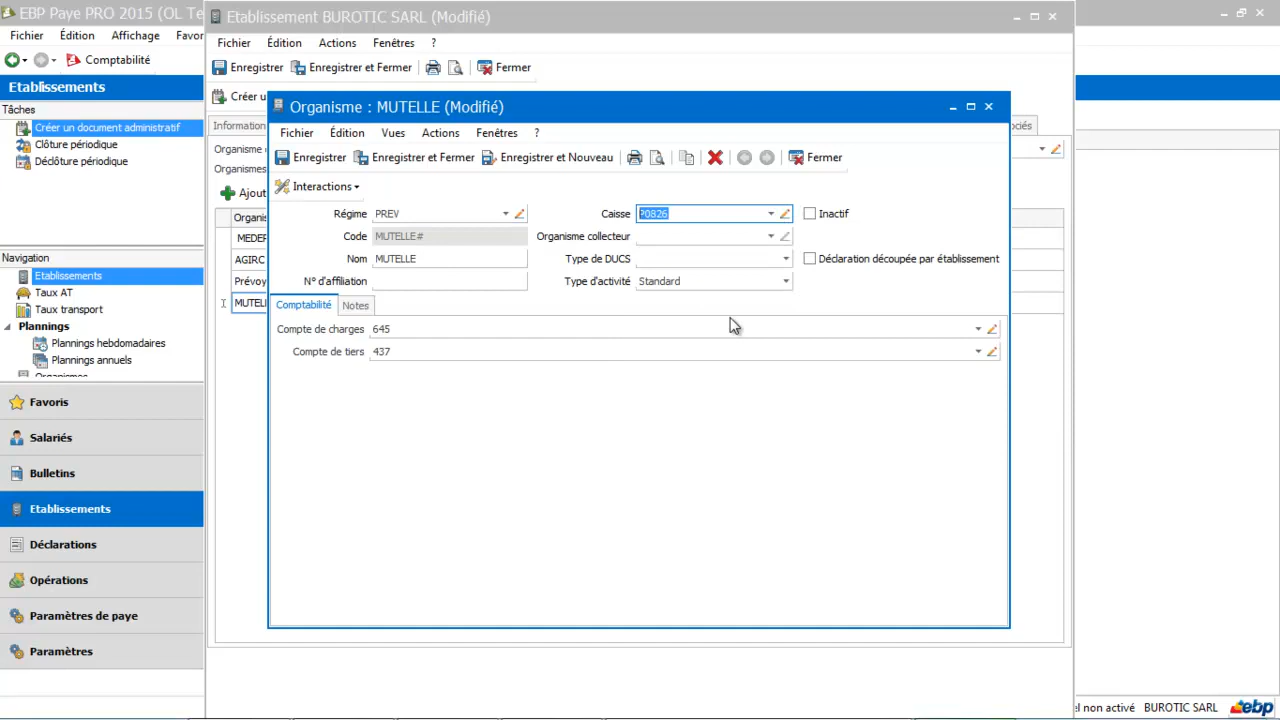 EBP Paye PRO 2015 (OL Te
Fichier Édition Affichage Favor
Comptabilité
Etablissements
Tâches
Créer un document administratif
Clôture périodique
Déclôture périodique
Navigation
Etablissements
Taux AT
Taux transport
Plannings
Plannings hebdomadaires
Plannings annuels
Organismes
Favoris
Salariés
Bulletins
Etablissements
Déclarations
Opérations
Paramètres de paye
Paramètres
Etablissement BUROTIC SARL (Modifié)
Fichier Édition Actions Fenêtres ?
Enregistrer Enregistrer et Fermer Fermer
Créer u
Information
ociés
Organisme
Organismes
Ajout
Organis
MEDER
AGIRC
Prévoy
MUTELL
Organisme : MUTELLE (Modifié)
Fichier Édition Vues Actions Fenêtres ?
Enregistrer Enregistrer et Fermer Enregistrer et Nouveau Fermer
Interactions
Régime PREV Caisse P0826 Inactif
Code MUTELLE# Organisme collecteur
Nom MUTELLE Type de DUCS Déclaration découpée par établissement
N° d'affiliation Type d'activité Standard
Comptabilité Notes
Compte de charges 645
Compte de tiers 437
el non activé BUROTIC SARL ebp